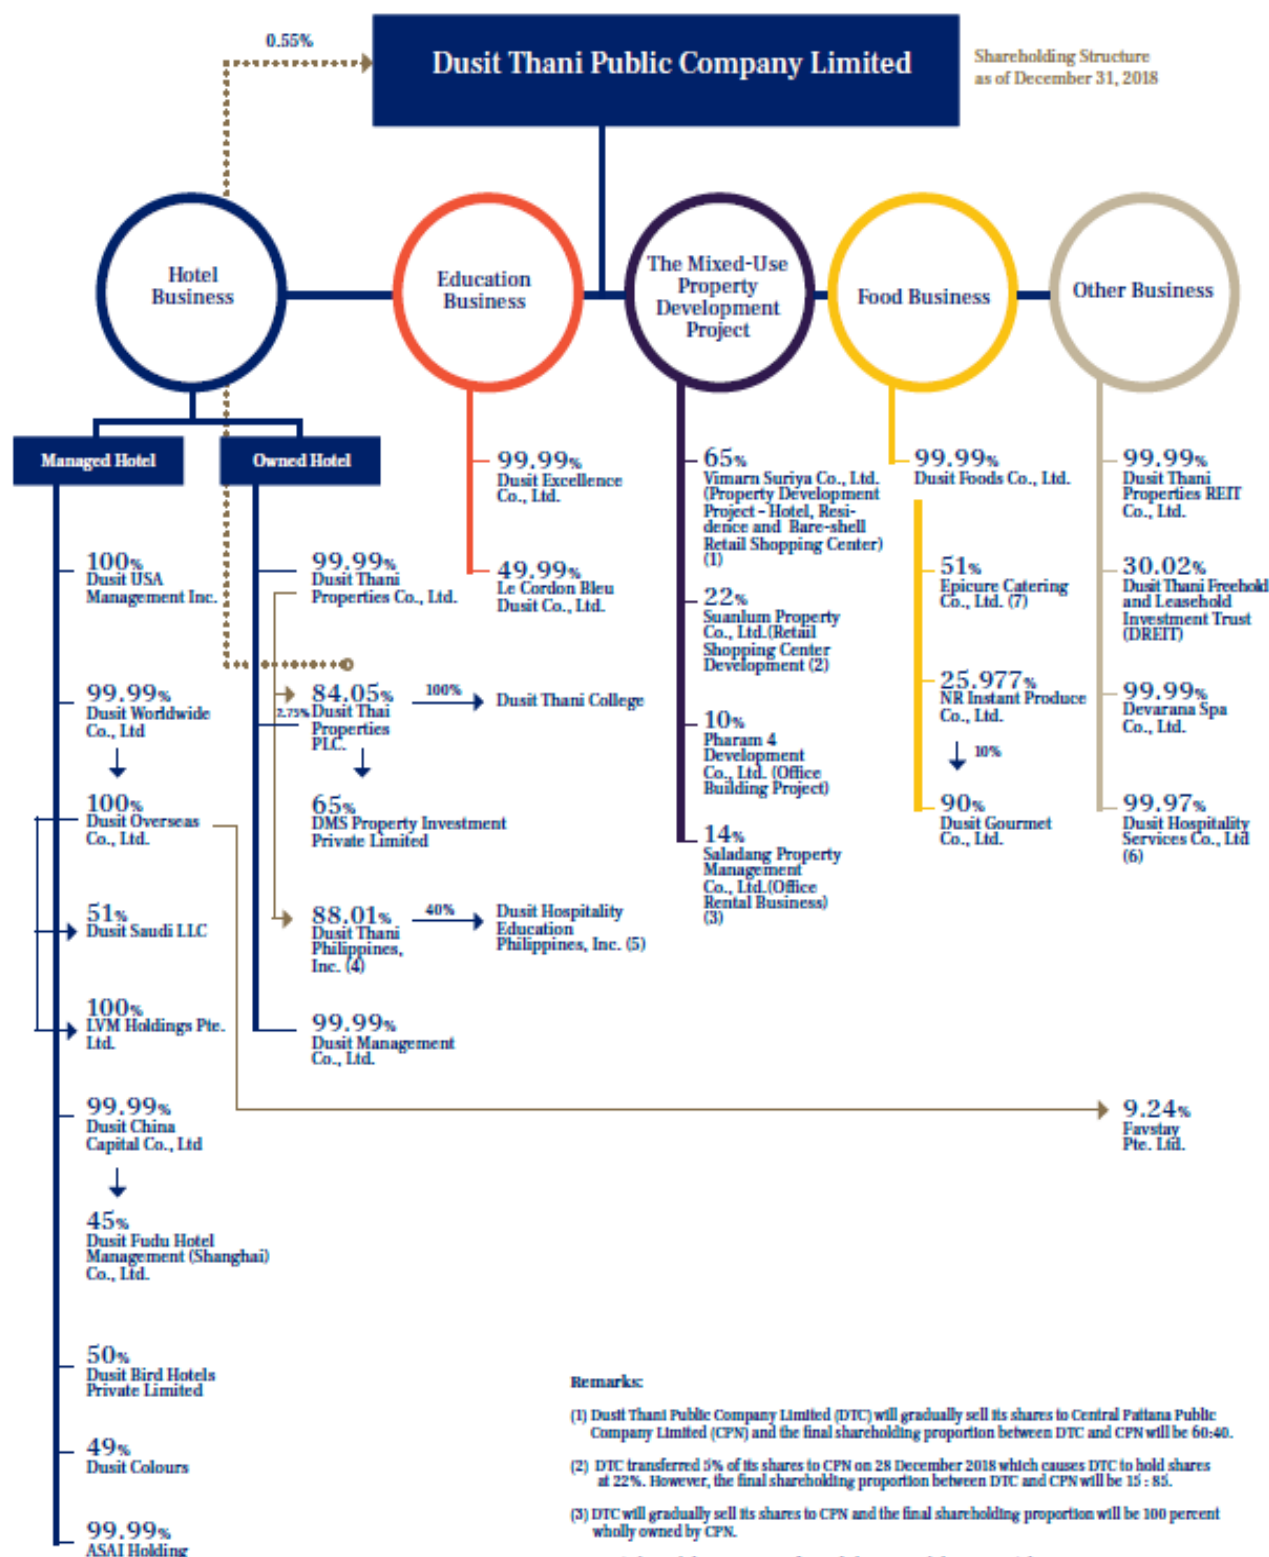 0.55%
Dusit Thani Public Company Limited
Shareholding Structure
as of December 31, 2018
Hotel
Business
Education
Business
The Mixed-Use
Property
Development
Project
Food Business
Other Business
Managed Hotel
Owned Hotel
100%
Dusit USA
Management Inc.
99.99%
Dusit Worldwide
Co., Ltd
100%
Dusit Overseas
Co., Ltd.
51%
Dusit Saudi LLC
100%
LVM Holdings Pte.
Ltd.
99.99%
Dusit China
Capital Co., Ltd
45%
Dusit Fudu Hotel
Management (Shanghai)
Co., Ltd.
50%
Dusit Bird Hotels
Private Limited
49%
Dusit Colours
99.99%
ASAI Holding
99.99%
Dusit Thani
Properties Co., Ltd.
84.05%
2.75%
Dusit Thai
Properties
PLC.
100%
Dusit Thani College
65%
DMS Property Investment
Private Limited
88.01%
Dusit Thani
Philippines,
Inc. (4)
40%
Dusit Hospitality
Education
Philippines, Inc. (5)
99.99%
Dusit Management
Co., Ltd.
99.99%
Dusit Excellence
Co., Ltd.
49.99%
Le Cordon Bleu
Dusit Co., Ltd.
65%
Vimarn Suriya Co., Ltd.
(Property Development
Project - Hotel, Resi-
dence and Bare-shell
Retail Shopping Center)
(1)
22%
Suanlum Property
Co., Ltd.(Retail
Shopping Center
Development (2)
10%
Pharam 4
Development
Co., Ltd. (Office
Building Project)
14%
Saladang Property
Management
Co., Ltd.(Office
Rental Business)
(3)
99.99%
Dusit Foods Co., Ltd.
51%
Epicure Catering
Co., Ltd. (7)
25.977%
NR Instant Produce
Co., Ltd.
10%
90%
Dusit Gourmet
Co., Ltd.
99.99%
Dusit Thani
Properties REIT
Co., Ltd.
30.02%
Dusit Thani Freehold
and Leasehold
Investment Trust
(DREIT)
99.99%
Devarana Spa
Co., Ltd.
99.97%
Dusit Hospitality
Services Co., Ltd
(6)
9.24%
Favstay
Pte. Ltd.
Remarks:
(1) Dusit Thani Public Company Limited (DTC) will gradually sell its shares to Central Pattana Public
Company Limited (CPN) and the final shareholding proportion between DTC and CPN will be 60:40.
(2) DTC transferred 5% of its shares to CPN on 28 December 2018 which causes DTC to hold shares
at 22%. However, the final shareholding proportion between DTC and CPN will be 15 : 85.
(3) DTC will gradually sell its shares to CPN and the final shareholding proportion will be 100 percent
wholly owned by CPN.